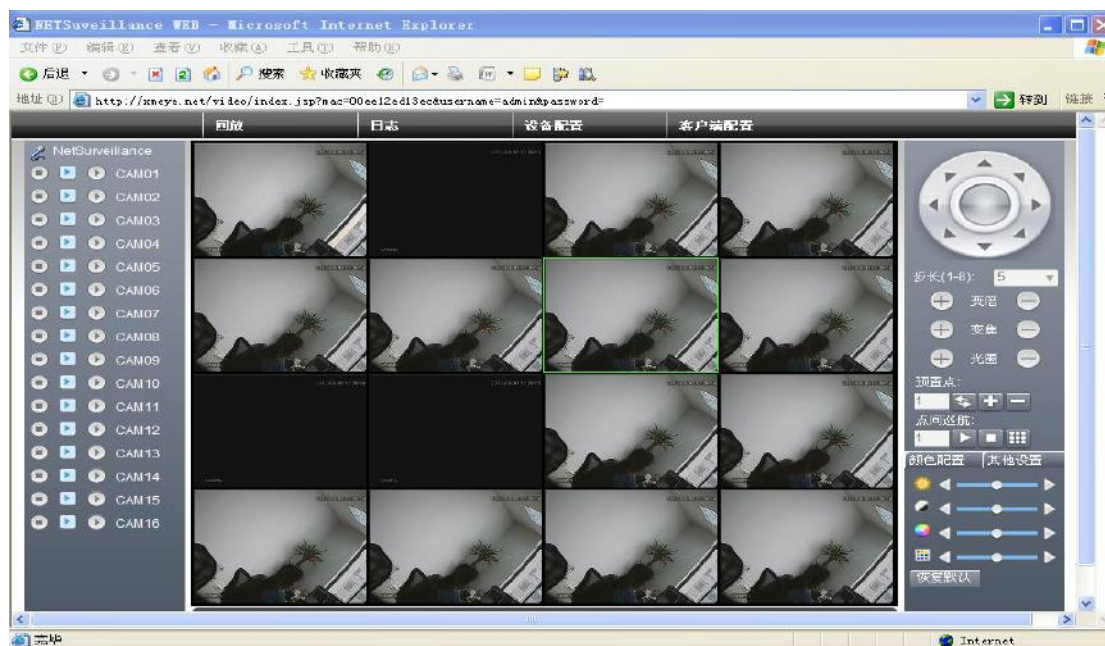 NETSuveillance WEB - Microsoft Internet Explorer
文件(F) 编辑(E) 查看(V) 收藏(A) 工具(T) 帮助(H)
后退 搜索 收藏夹
地址(D) http://xmeye.net/video/index.jsp?mac=00ee12ed13ec&username=admin&password= 转到 链接
回放 日志 设备配置 客户端配置
NetSurveillance
CAM01
CAM02
CAM03
CAM04
CAM05
CAM06
CAM07
CAM08
CAM09
CAM10
CAM11
CAM12
CAM13
CAM14
CAM15
CAM16
步长(1-8): 5
变倍
变焦
光圈
预置点:
1
点间巡航:
1
颜色配置 其他设置
恢复默认
完毕 Internet